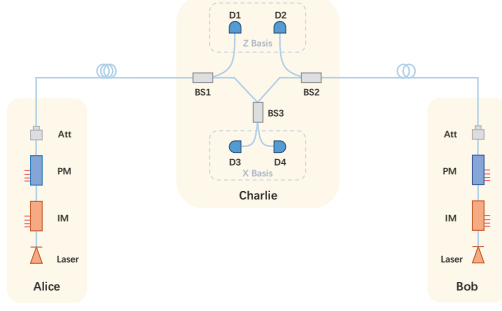 D1 D2
Z Basis
BS1 BS2
BS3
Att Att
D3 D4
PM PM
X Basis
Charlie
IM IM
Laser Laser
Alice Bob